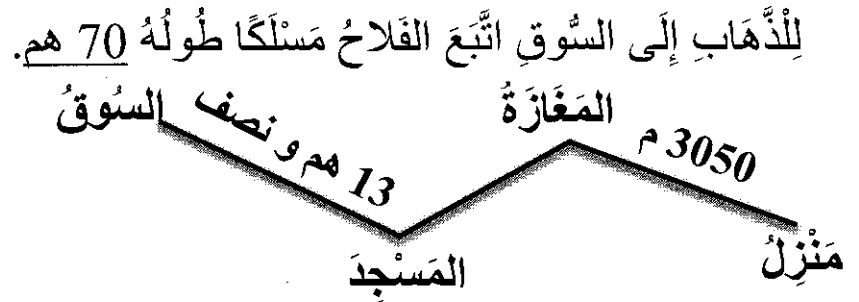 لِلْذَّهَابِ إِلَى السُّوقِ اتَّبَعَ الفَلاحُ مَسْلَكًا طُولُهُ 70 هم.
المَغَازَةُ
السُوقُ
3050 م
13 هم و نصف
مَنْزِلُ
المَسْجِدَ